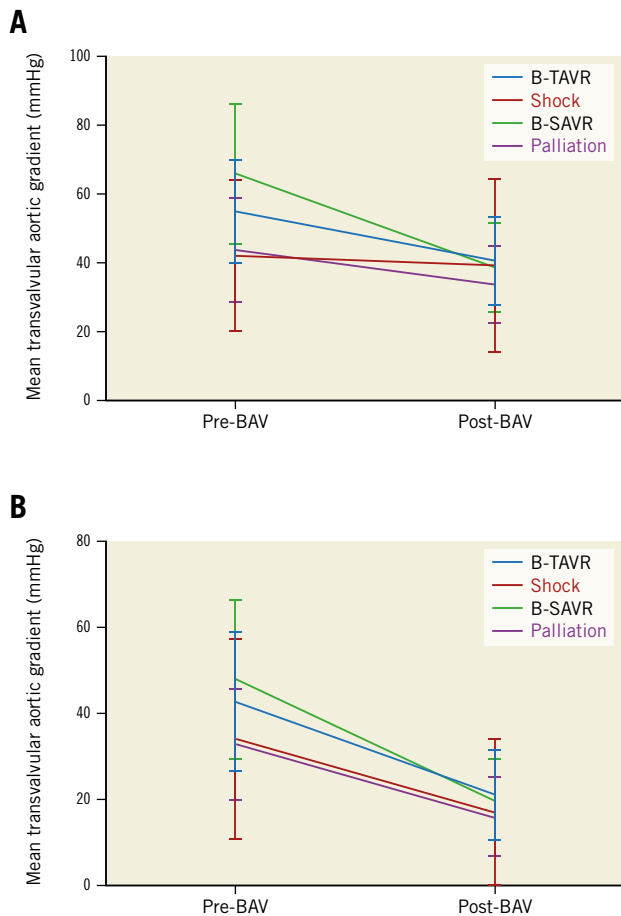 A
Mean transvalvular aortic gradient (mmHg)
100
80
60
40
20
0
B-TAVR
Shock
B-SAVR
Palliation
Pre-BAV
Post-BAV
B
Mean transvalvular aortic gradient (mmHg)
80
60
40
20
0
B-TAVR
Shock
B-SAVR
Palliation
Pre-BAV
Post-BAV